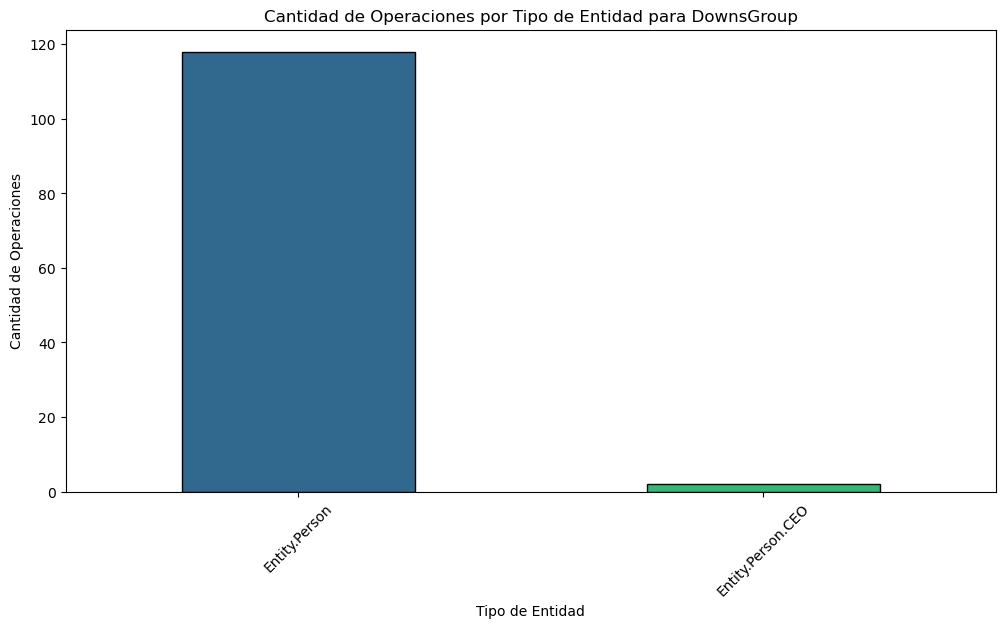 Cantidad de Operaciones por Tipo de Entidad para DownsGroup
120
100
80
60
40
20
0
Cantidad de Operaciones
Entity.Person
Entity.Person.CEO
Tipo de Entidad